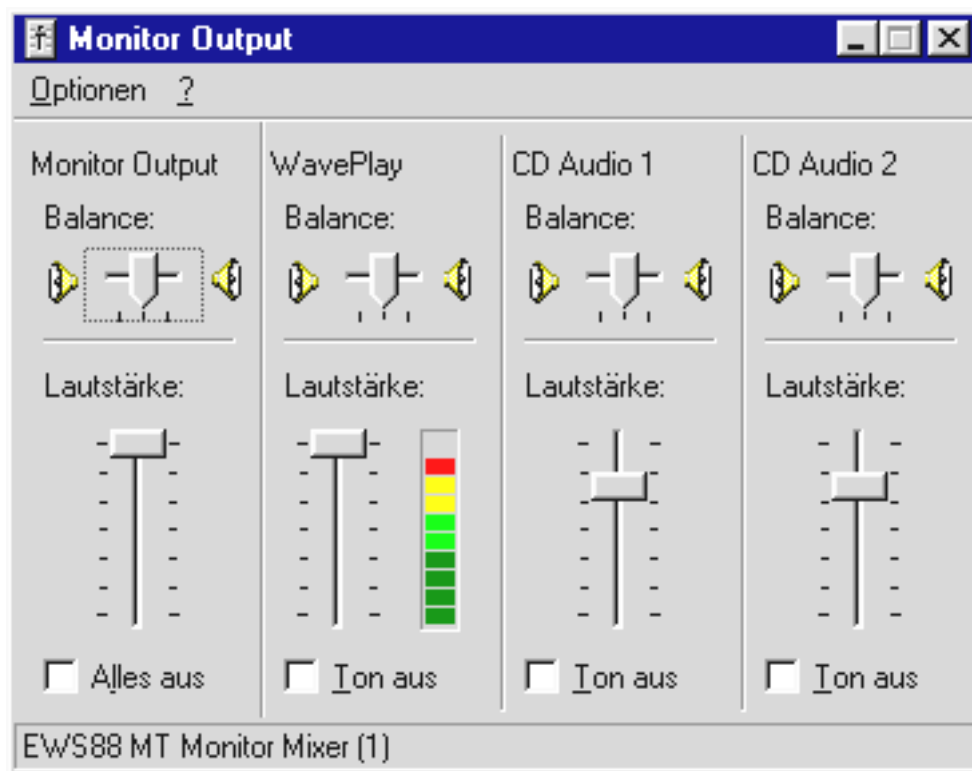 Monitor Output
Optionen ?
Monitor Output
Balance:
Lautstärke:
Alles aus
WavePlay
Balance:
Lautstärke:
Ton aus
CD Audio 1
Balance:
Lautstärke:
Ton aus
CD Audio 2
Balance:
Lautstärke:
Ton aus
EWS88 MT Monitor Mixer (1)